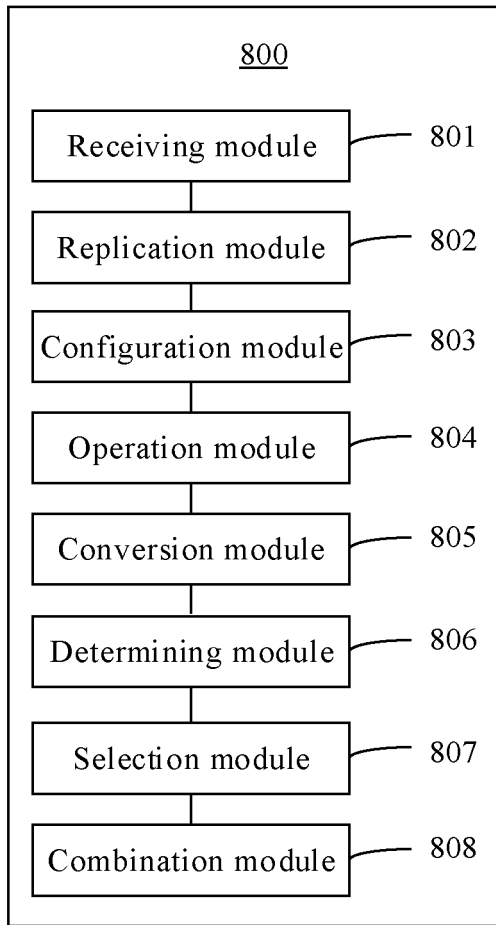 800
Receiving module 801
Replication module 802
Configuration module 803
Operation module 804
Conversion module 805
Determining module 806
Selection module 807
Combination module 808